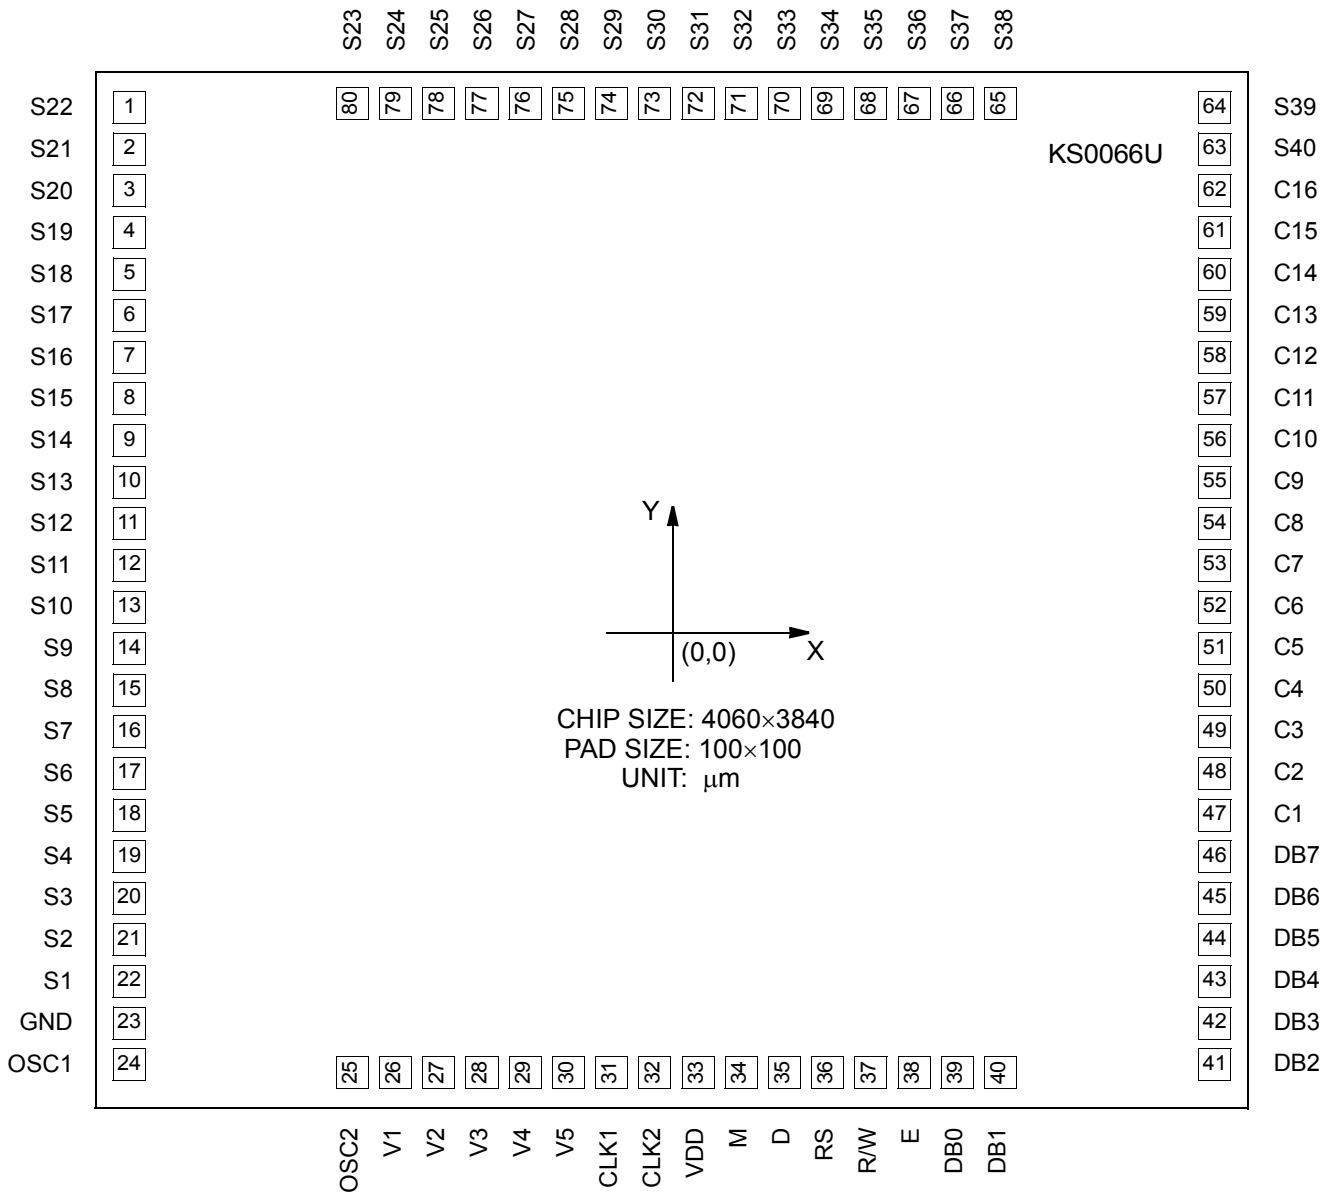 S23 S24 S25 S26 S27 S28 S29 S30 S31 S32 S33 S34 S35 S36 S37 S38
80 79 78 77 76 75 74 73 72 71 70 69 68 67 66 65
S22 1 64 S39
S21 2 KS0066U 63 S40
S20 3 62 C16
S19 4 61 C15
S18 5 60 C14
S17 6 59 C13
S16 7 58 C12
S15 8 57 C11
S14 9 56 C10
S13 10 55 C9
S12 11 54 C8
Y
S11 12 53 C7
S10 13 52 C6
S9 14 51 C5
(0,0) X
S8 15 50 C4
CHIP SIZE: 4060×3840
S7 16 49 C3
PAD SIZE: 100×100
S6 17 48 C2
UNIT: μm
S5 18 47 C1
S4 19 46 DB7
S3 20 45 DB6
S2 21 44 DB5
S1 22 43 DB4
GND 23 42 DB3
OSC1 24 41 DB2
25 26 27 28 29 30 31 32 33 34 35 36 37 38 39 40
OSC2 V1 V2 V3 V4 V5 CLK1 CLK2 VDD M D RS R/W E DB0 DB1